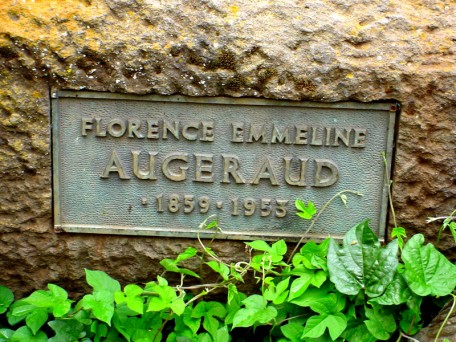 FLORENCE EMMELINE
AUGERAUD
· 1859 · 1953 ·